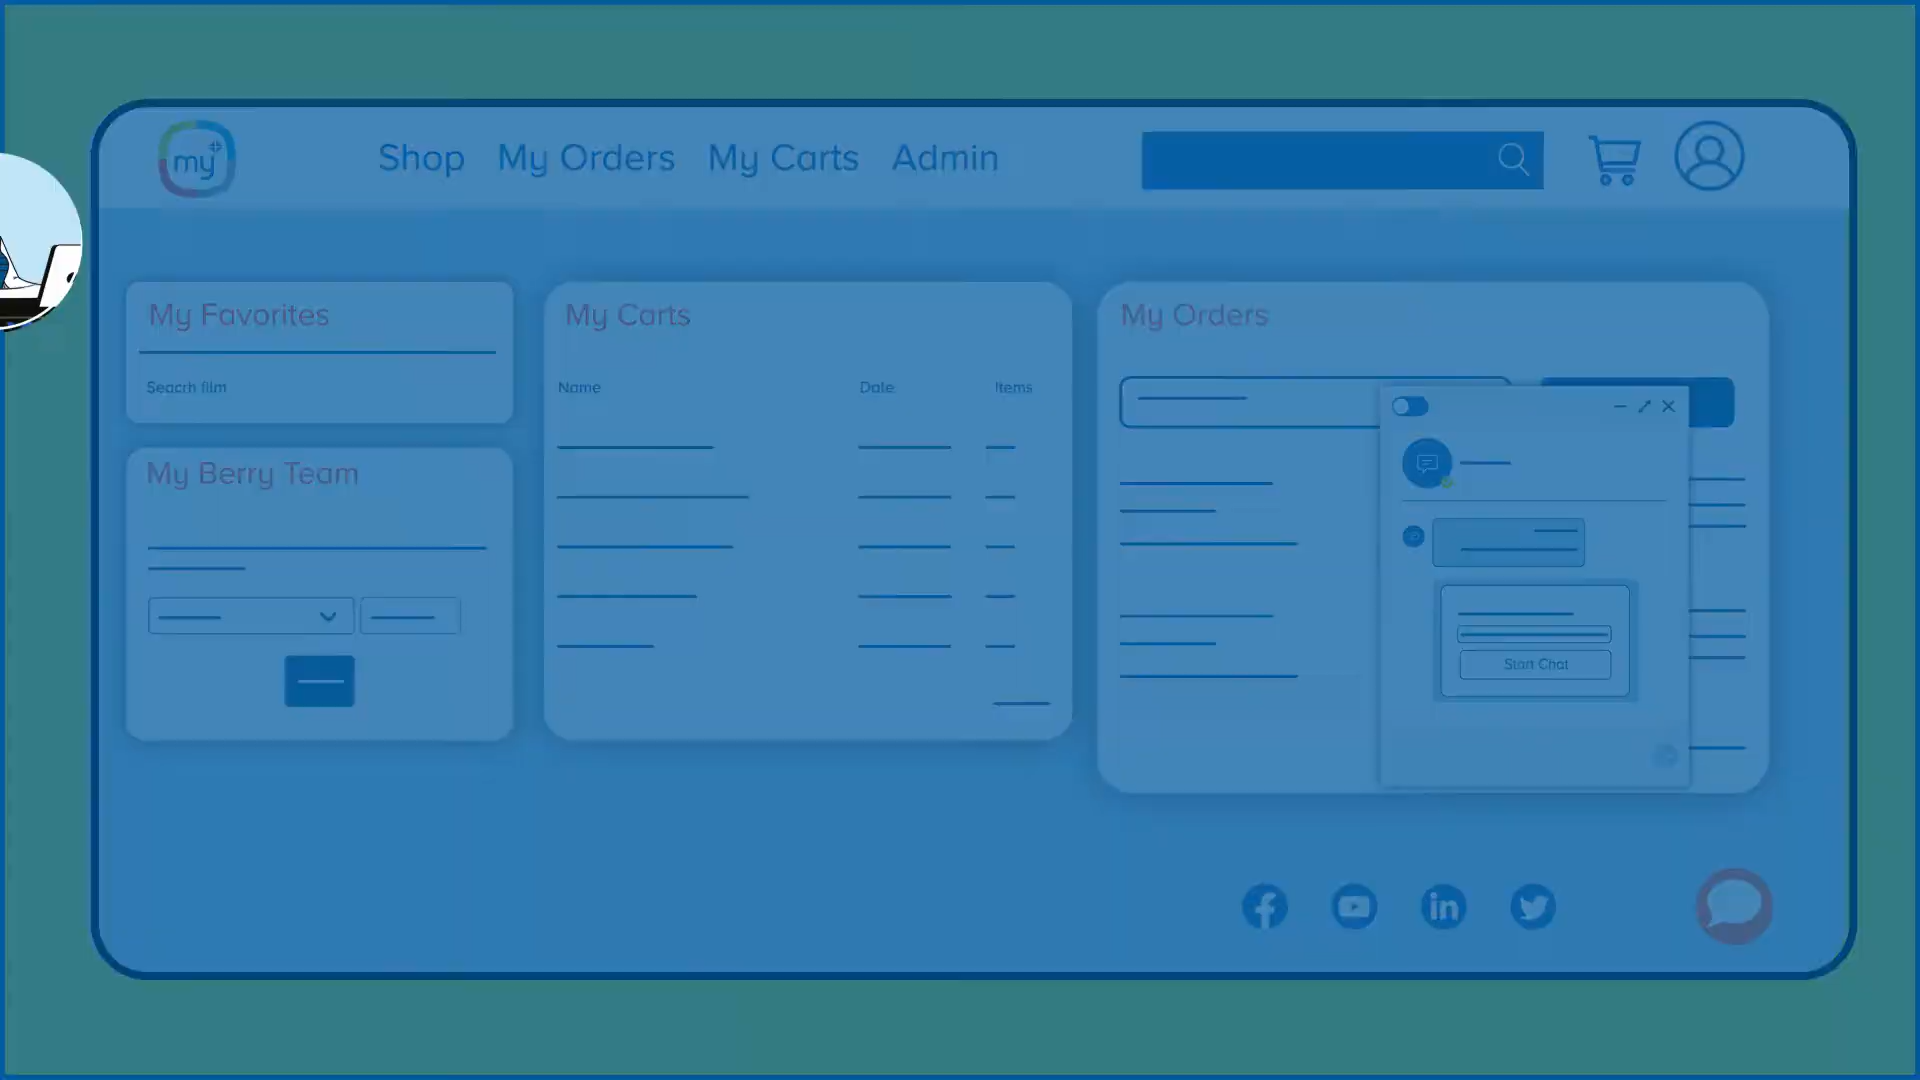 my
Shop My Orders My Carts Admin
My Favorites
Seacrh film
My Berry Team
My Carts
Name Date Items
My Orders
Start Chat